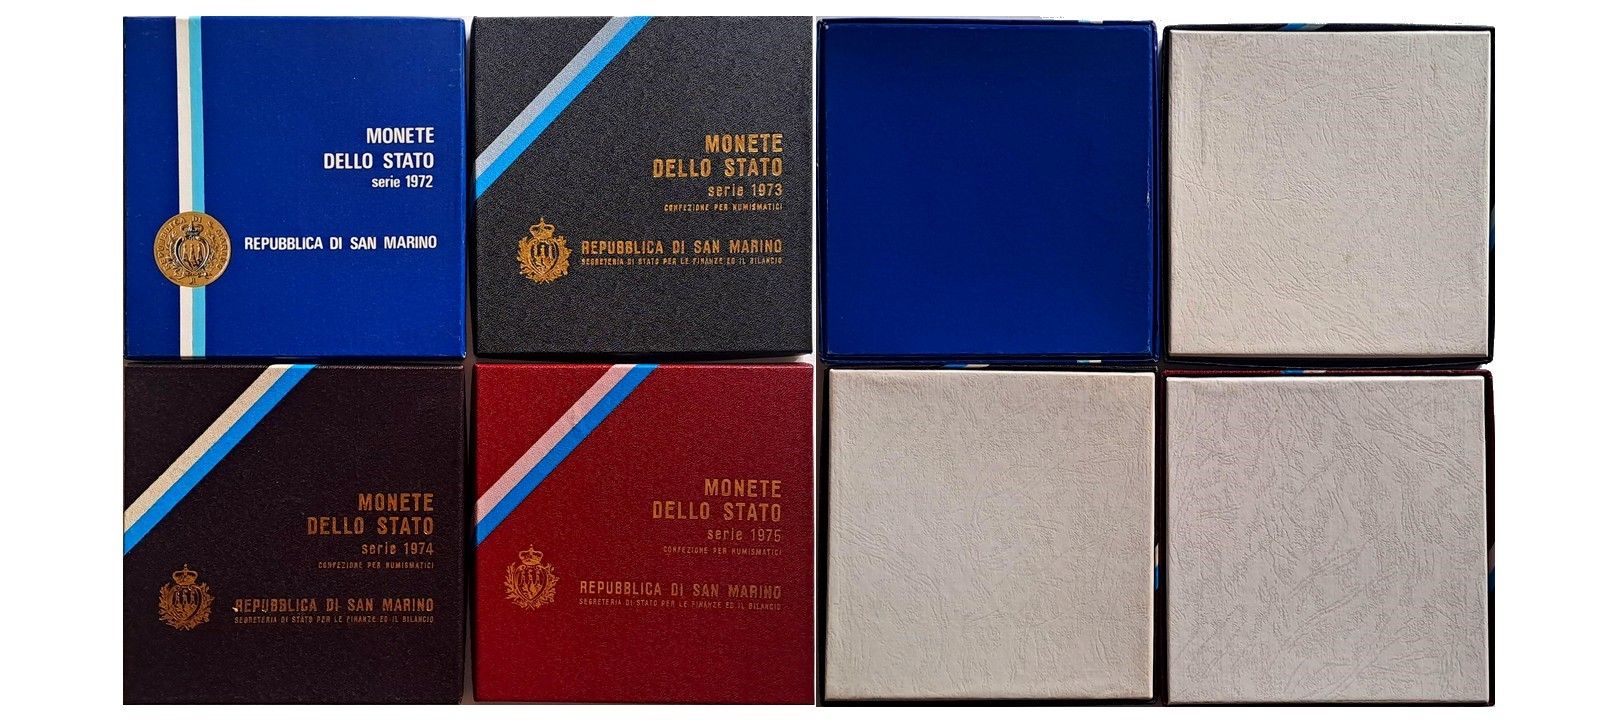 MONETE
DELLO STATO
serie 1972
REPUBBLICA DI SAN MARINO
MONETE
DELLO STATO
serie 1973
CONFEZIONE PER NUMISMATICI
REPUBBLICA DI SAN MARINO
SEGRETERIA DI STATO PER LE FINANZE ED IL BILANCIO
MONETE
DELLO STATO
serie 1974
CONFEZIONE PER NUMISMATICI
REPUBBLICA DI SAN MARINO
SEGRETERIA DI STATO PER LE FINANZE ED IL BILANCIO
MONETE
DELLO STATO
serie 1975
CONFEZIONE PER NUMISMATICI
REPUBBLICA DI SAN MARINO
SEGRETERIA DI STATO PER LE FINANZE ED IL BILANCIO